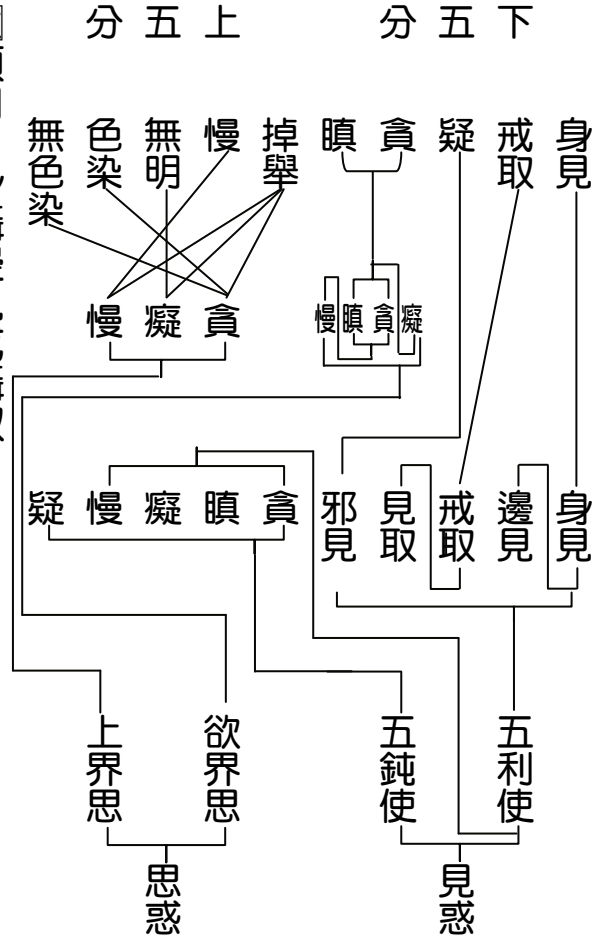 下五分
上五分
身見
戒取
疑
貪
瞋
掉舉
慢
無明
色染
無色染
癡
貪
瞋
慢
貪
癡
慢
身見
邊見
戒取
見取
邪見
貪
瞋
癡
慢
疑
五利使
五鈍使
欲界思
上界思
見惑
思惑